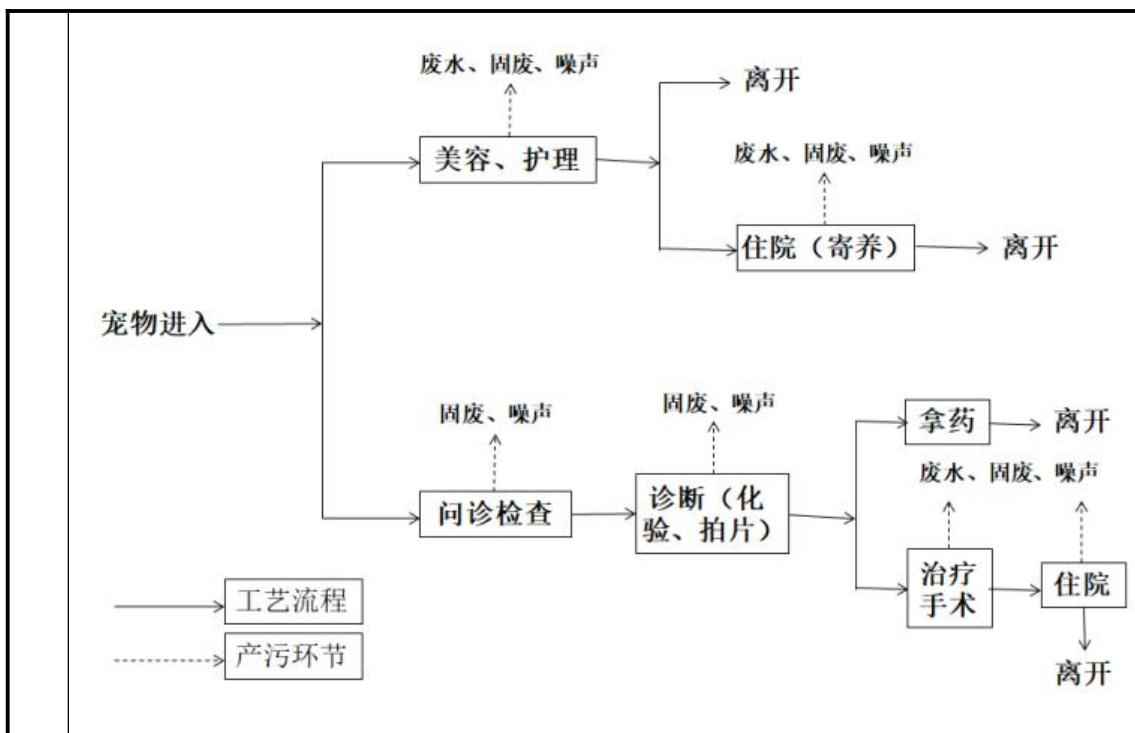 废水、固废、噪声
离开
美容、护理
废水、固废、噪声
住院（寄养）
离开
宠物进入
固废、噪声
固废、噪声
拿药
离开
废水、固废、噪声
问诊检查
诊断（化
验、拍片）
治疗
手术
住院
离开
工艺流程
产污环节